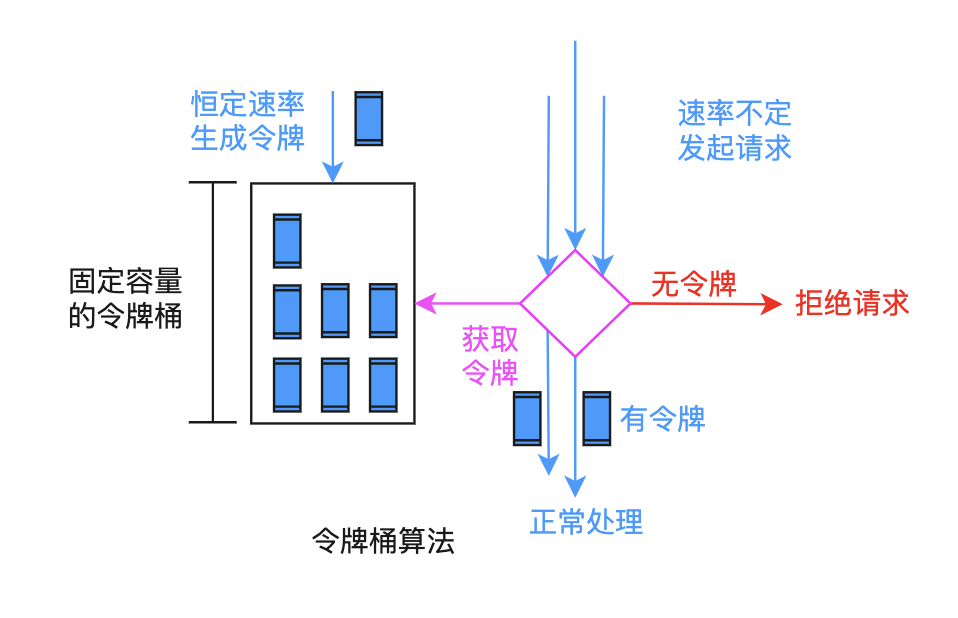 恒定速率
生成令牌
速率不定
发起请求
固定容量
的令牌桶
无令牌
拒绝请求
获取
令牌
有令牌
正常处理
令牌桶算法